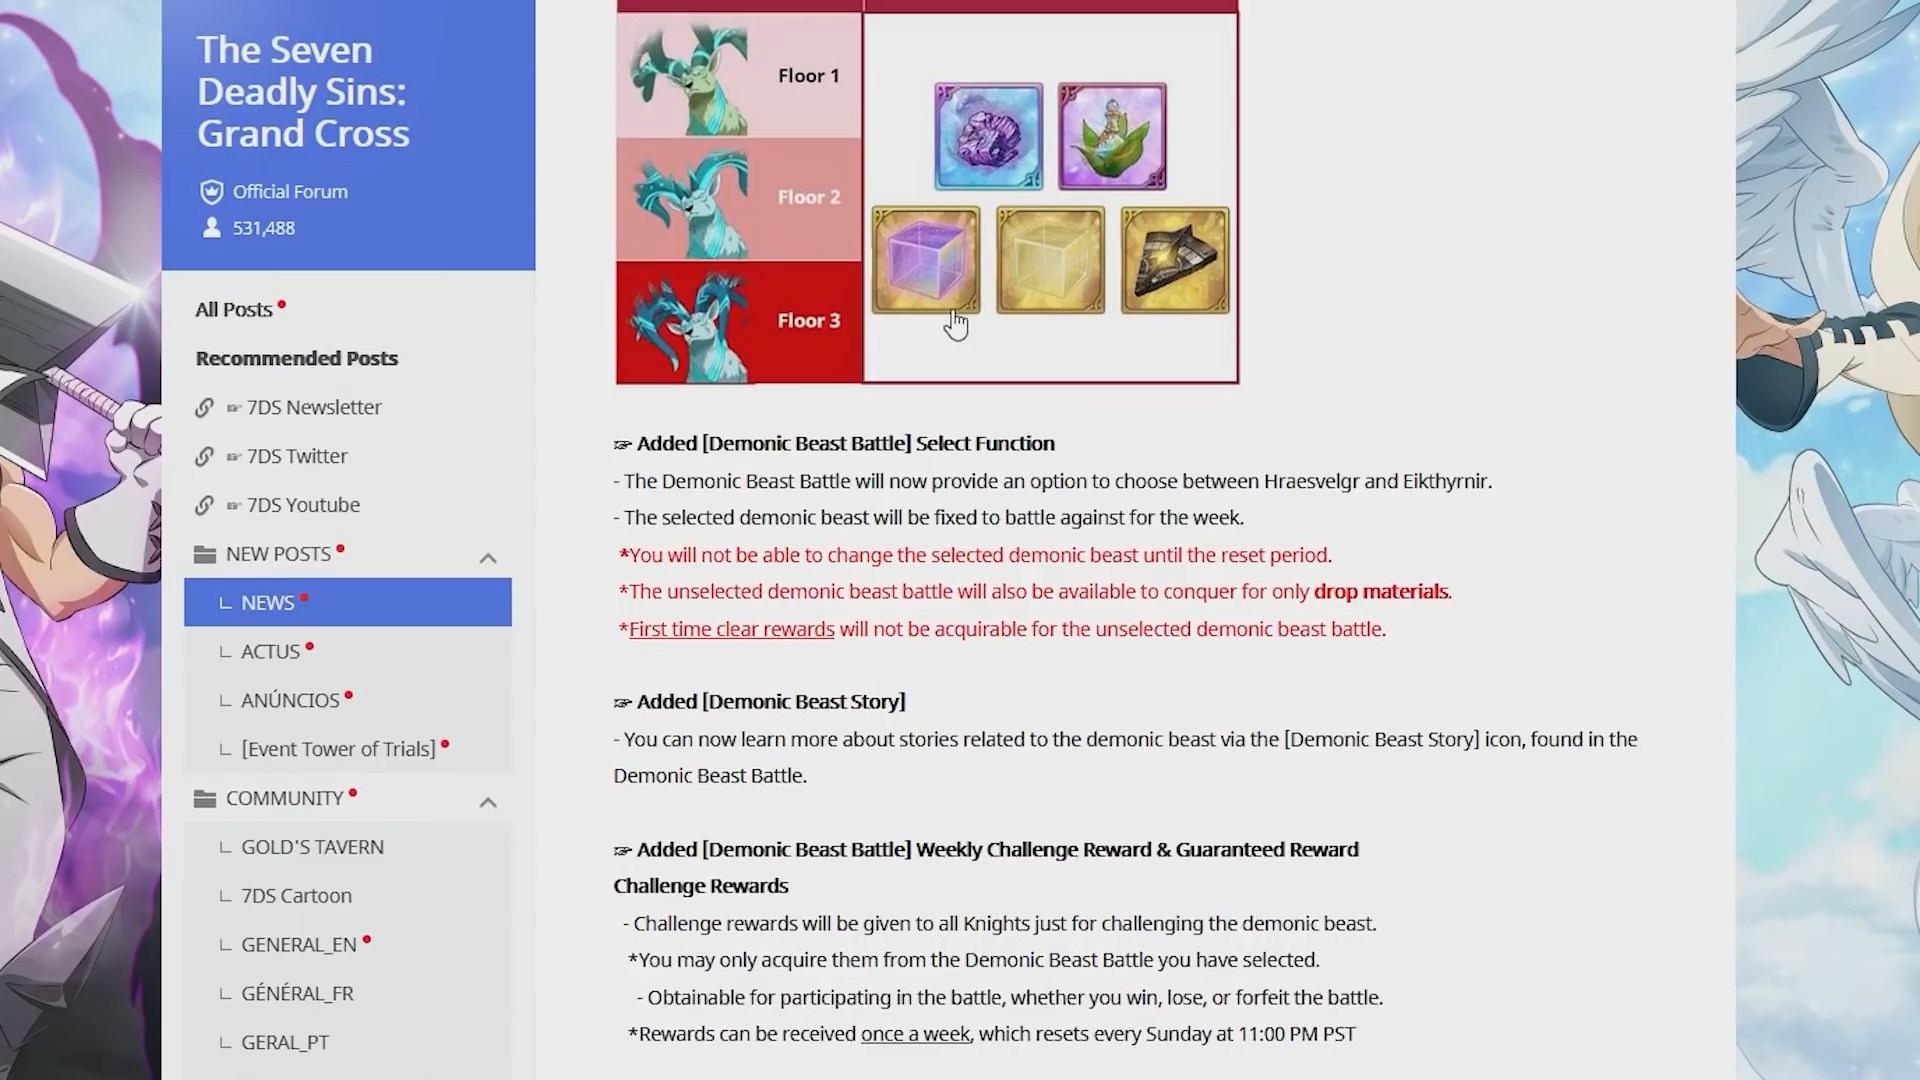 The Seven
Deadly Sins:
Grand Cross
Official Forum
531,488
All Posts
Recommended Posts
☞ 7DS Newsletter
☞ 7DS Twitter
☞ 7DS Youtube
NEW POSTS
NEWS
ACTUS
ANÚNCIOS
[Event Tower of Trials]
COMMUNITY
GOLD'S TAVERN
7DS Cartoon
GENERAL_EN
GÉNÉRAL_FR
GERAL_PT
Floor 1
Floor 2
Floor 3
☞ Added [Demonic Beast Battle] Select Function
- The Demonic Beast Battle will now provide an option to choose between Hraesvelgr and Eikthyrnir.
- The selected demonic beast will be fixed to battle against for the week.
*You will not be able to change the selected demonic beast until the reset period.
*The unselected demonic beast battle will also be available to conquer for only drop materials.
*First time clear rewards will not be acquirable for the unselected demonic beast battle.
☞ Added [Demonic Beast Story]
- You can now learn more about stories related to the demonic beast via the [Demonic Beast Story] icon, found in the
Demonic Beast Battle.
☞ Added [Demonic Beast Battle] Weekly Challenge Reward & Guaranteed Reward
Challenge Rewards
- Challenge rewards will be given to all Knights just for challenging the demonic beast.
*You may only acquire them from the Demonic Beast Battle you have selected.
- Obtainable for participating in the battle, whether you win, lose, or forfeit the battle.
*Rewards can be received once a week, which resets every Sunday at 11:00 PM PST